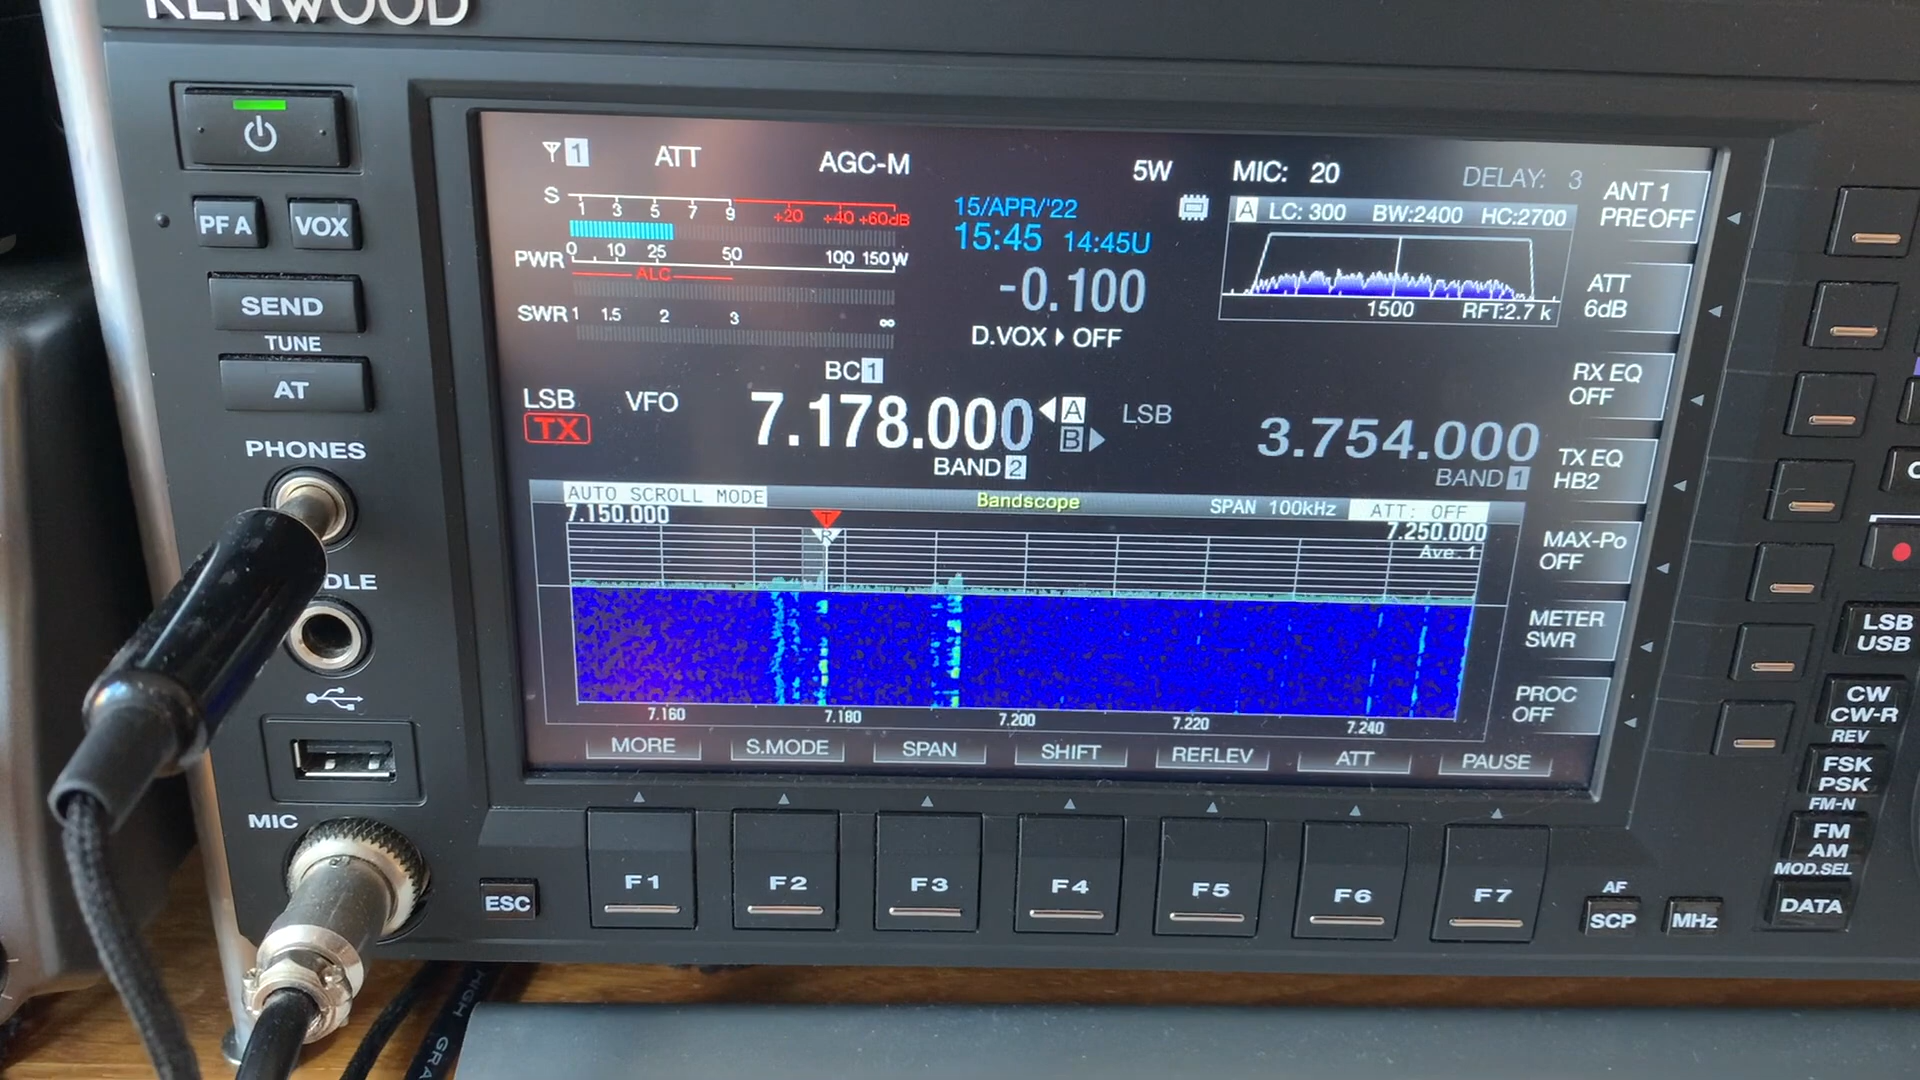 KENWOOD
PF A
VOX
SEND
TUNE
AT
PHONES
MIC
1 ATT AGC-M 5W MIC: 20 DELAY: 3
S 1 3 5 7 9 +20 +40 +60dB
PWR 0 10 25 50 100 150 W
ALC
SWR 1 1.5 2 3 ∞
15/APR/'22
15:45 14:45U
-0.100
D.VOX OFF
A LC: 300 BW:2400 HC:2700
1500 RFT:2.7 k
ANT 1
PREOFF
ATT
6dB
RX EQ
OFF
TX EQ
HB2
MAX-Po
OFF
METER
SWR
PROC
OFF
BC 1
LSB VFO 7.178.000 A LSB 3.754.000
TX B
BAND 2 BAND 1
AUTO SCROLL MODE Bandscope SPAN 100kHz ATT: OFF
7.150.000 T 7.250.000
R Ave.1
7.160 7.180 7.200 7.220 7.240
MORE S.MODE SPAN SHIFT REF.LEV ATT PAUSE
ESC F1 F2 F3 F4 F5 F6 F7
AF
SCP MHz
LSB
USB
CW
CW-R
REV
FSK
PSK
FM-N
FM
AM
MOD.SEL
DATA